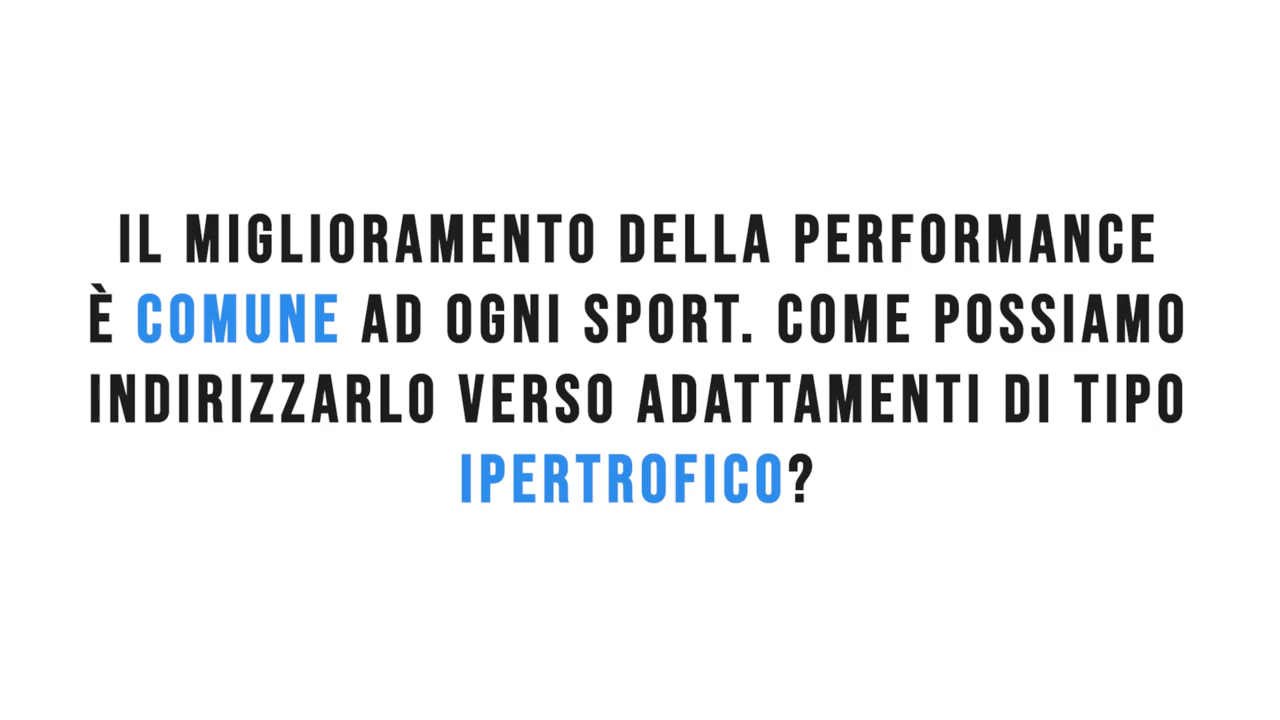 IL MIGLIORAMENTO DELLA PERFORMANCE
È COMUNE AD OGNI SPORT. COME POSSIAMO
INDIRIZZARLO VERSO ADATTAMENTI DI TIPO
IPERTROFICO?